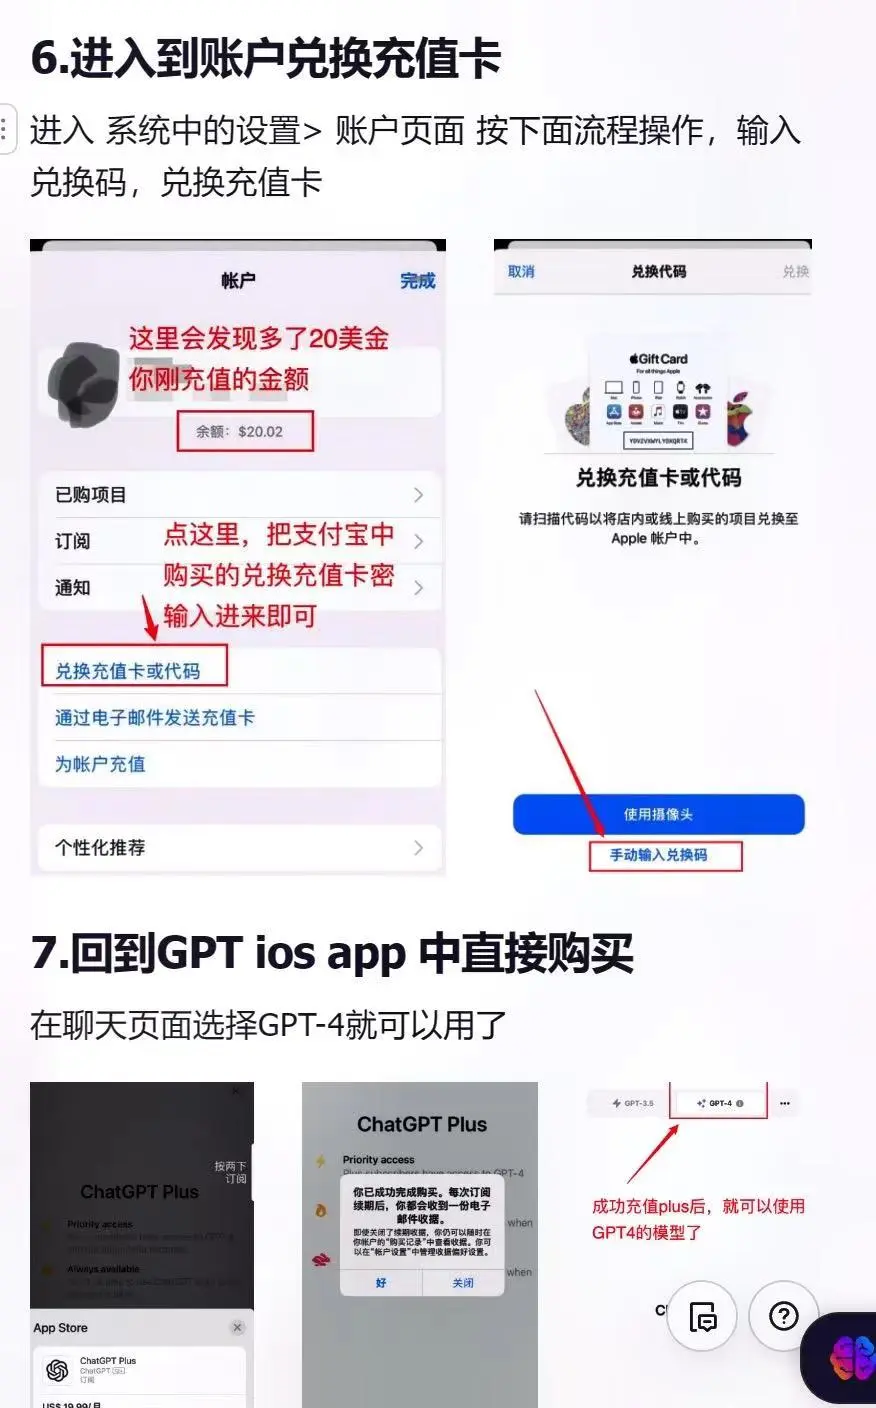 6.进入到账户兑换充值卡
进入 系统中的设置> 账户页面 按下面流程操作，输入
兑换码，兑换充值卡
帐户
完成
这里会发现多了20美金
你刚充值的金额
余额：$20.02
已购项目
订阅
通知
点这里，把支付宝中
购买的兑换充值卡密
输入进来即可
兑换充值卡或代码
通过电子邮件发送充值卡
为帐户充值
个性化推荐
取消
兑换代码
兑换
Gift Card
For all things Apple
兑换充值卡或代码
请扫描代码以将店内或线上购买的项目兑换至
Apple 帐户中。
使用摄像头
手动输入兑换码
7.回到GPT ios app 中直接购买
在聊天页面选择GPT-4就可以用了
按两下
订阅
ChatGPT Plus
Priority access
Always available
App Store
ChatGPT Plus
ChatGPT
订阅
US$ 19.99/月
ChatGPT Plus
Priority access
Plus subscribers have access to GPT-4
你已成功完成购买。每次订阅
续期后，你都会收到一份电子
邮件收据。
即使关闭了续期收据，你仍可以随时在
你帐户的“购买记录”中查看收据。你可
以在“帐户设置”中管理收据偏好设置。
when
when
好
关闭
GPT-3.5
GPT-4
成功充值plus后，就可以使用
GPT4的模型了